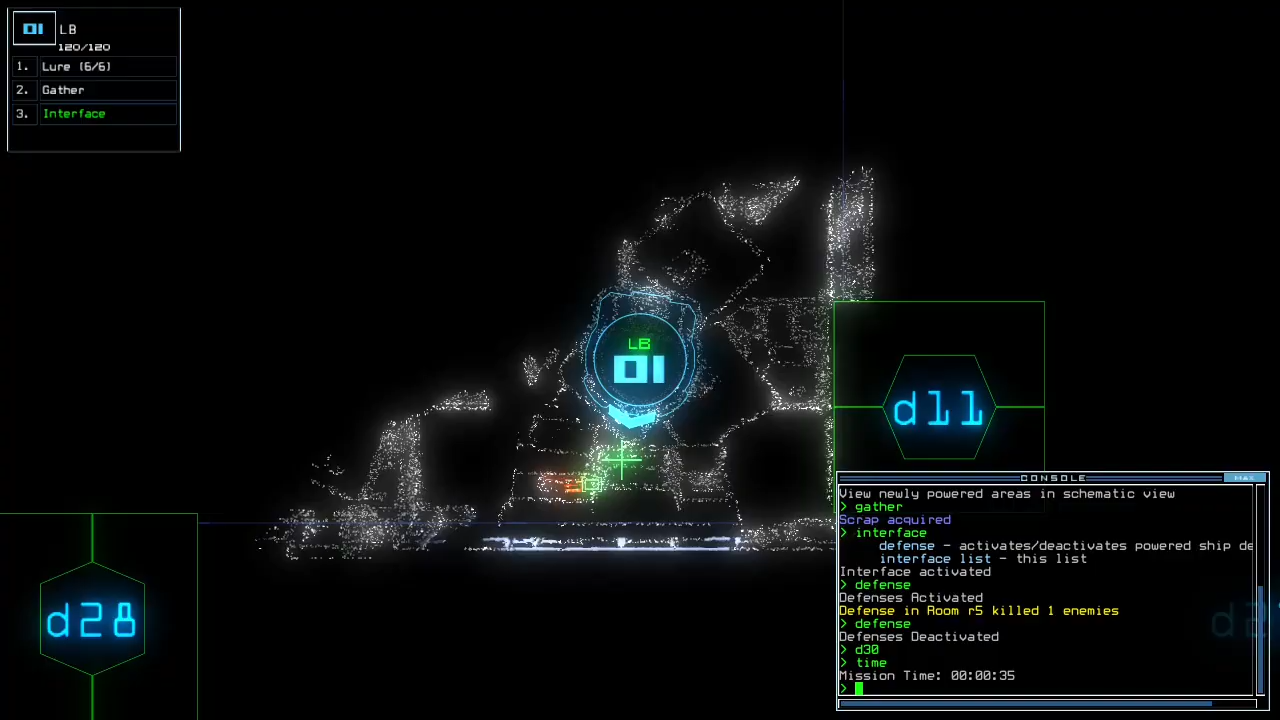 01 LB
120/120
1. Lure (6/6)
2. Gather
3. Interface
LB
01
d11
d28
CONSOLE
MAX
View newly powered areas in schematic view
> gather
Scrap acquired
> interface
defense - activates/deactivates powered ship de
interface list - this list
Interface activated
> defense
Defenses Activated
Defense in Room r5 killed 1 enemies
> defense
Defenses Deactivated
> d30
> time
Mission Time: 00:00:35
>